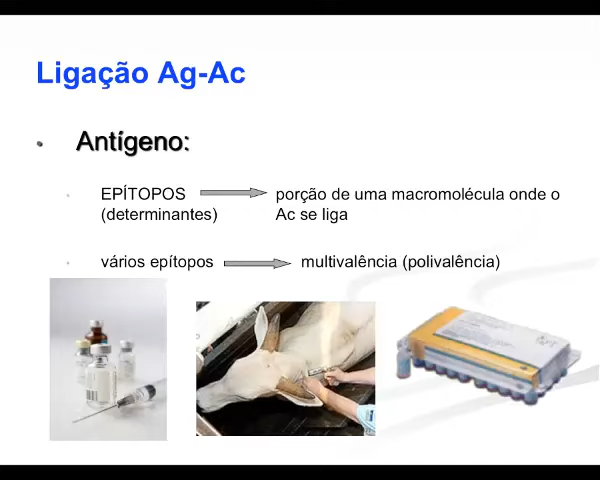 Ligação Ag-Ac
• Antígeno:
• EPÍTOPOS porção de uma macromolécula onde o
(determinantes) Ac se liga
• vários epítopos multivalência (polivalência)